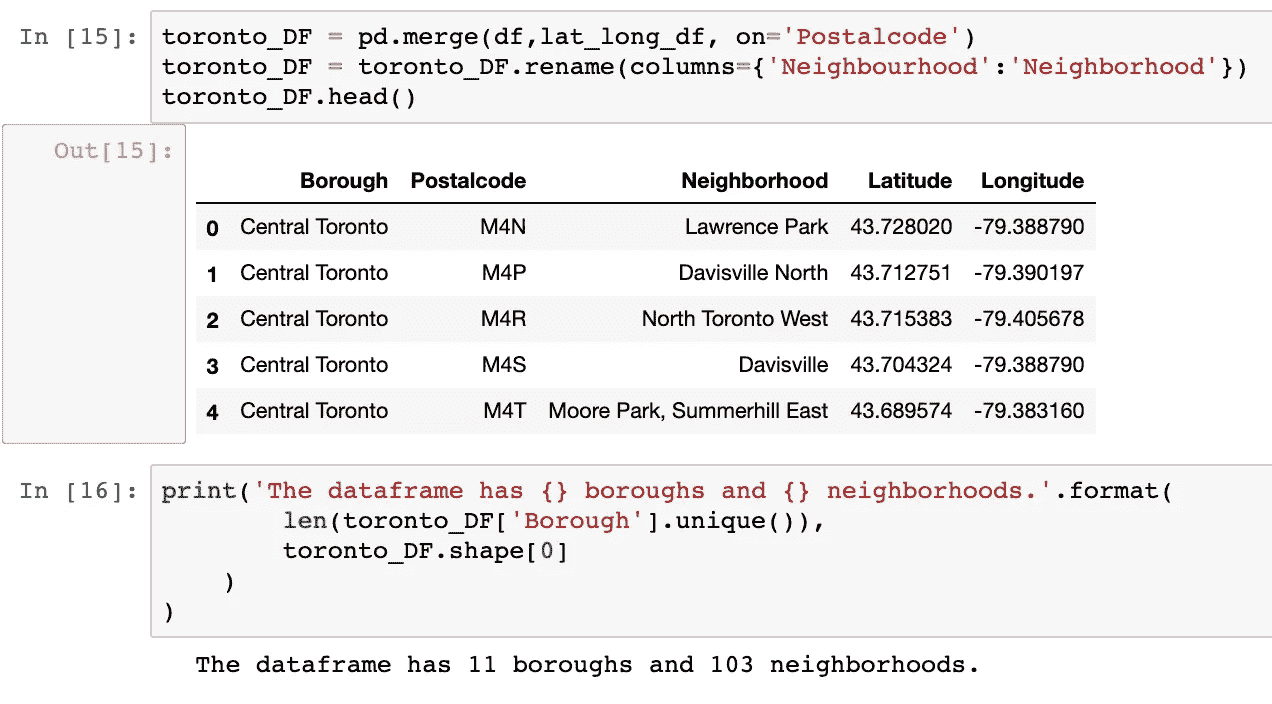 In [15]: toronto_DF = pd.merge(df,lat_long_df, on='Postalcode')
toronto_DF = toronto_DF.rename(columns={'Neighbourhood':'Neighborhood'})
toronto_DF.head()
Out[15]:
Borough Postalcode Neighborhood Latitude Longitude
0 Central Toronto M4N Lawrence Park 43.728020 -79.388790
1 Central Toronto M4P Davisville North 43.712751 -79.390197
2 Central Toronto M4R North Toronto West 43.715383 -79.405678
3 Central Toronto M4S Davisville 43.704324 -79.388790
4 Central Toronto M4T Moore Park, Summerhill East 43.689574 -79.383160
In [16]: print('The dataframe has {} boroughs and {} neighborhoods.'.format(
len(toronto_DF['Borough'].unique()),
toronto_DF.shape[0]
)
)
The dataframe has 11 boroughs and 103 neighborhoods.